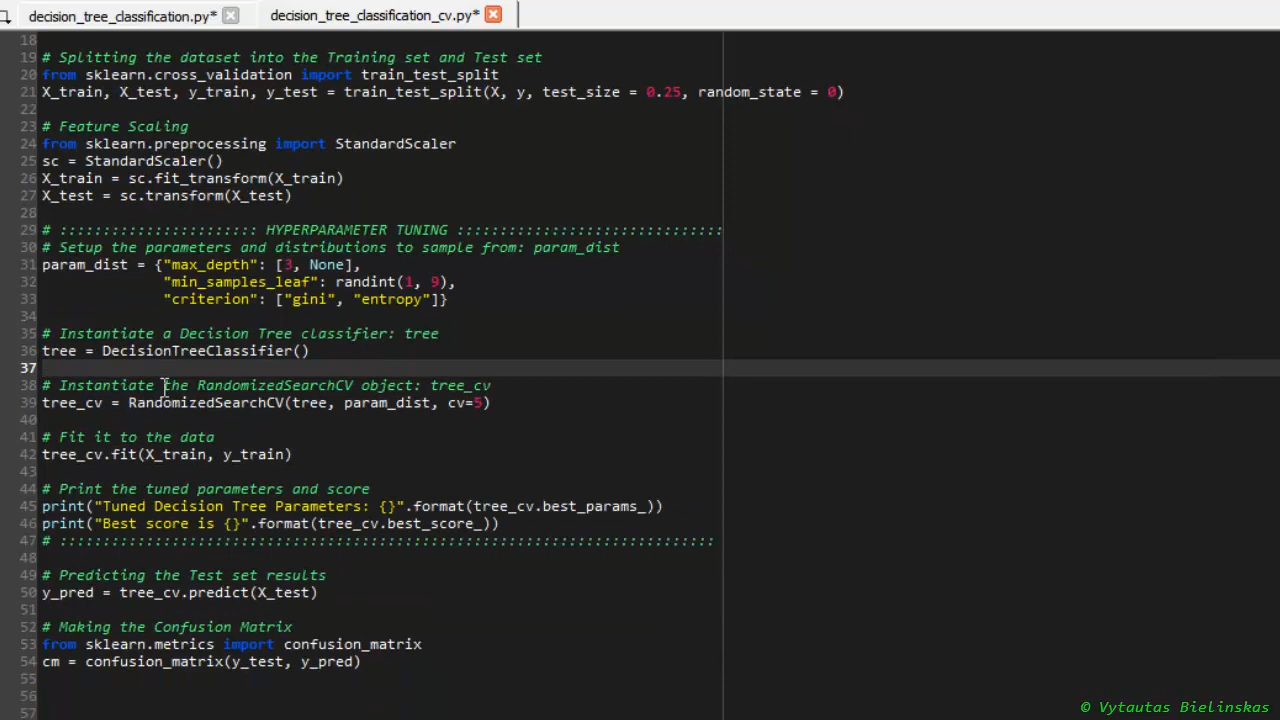 decision_tree_classification.py* decision_tree_classification_cv.py*
18
19 # Splitting the dataset into the Training set and Test set
20 from sklearn.cross_validation import train_test_split
21 X_train, X_test, y_train, y_test = train_test_split(X, y, test_size = 0.25, random_state = 0)
22
23 # Feature Scaling
24 from sklearn.preprocessing import StandardScaler
25 sc = StandardScaler()
26 X_train = sc.fit_transform(X_train)
27 X_test = sc.transform(X_test)
28
29 # ::::::::::::::::::::::: HYPERPARAMETER TUNING :::::::::::::::::::::::::::::::
30 # Setup the parameters and distributions to sample from: param_dist
31 param_dist = {"max_depth": [3, None],
32               "min_samples_leaf": randint(1, 9),
33               "criterion": ["gini", "entropy"]}
34
35 # Instantiate a Decision Tree classifier: tree
36 tree = DecisionTreeClassifier()
37
38 # Instantiate the RandomizedSearchCV object: tree_cv
39 tree_cv = RandomizedSearchCV(tree, param_dist, cv=5)
40
41 # Fit it to the data
42 tree_cv.fit(X_train, y_train)
43
44 # Print the tuned parameters and score
45 print("Tuned Decision Tree Parameters: {}".format(tree_cv.best_params_))
46 print("Best score is {}".format(tree_cv.best_score_))
47 # ::::::::::::::::::::::::::::::::::::::::::::::::::::::::::::::::::::::::::::
48
49 # Predicting the Test set results
50 y_pred = tree_cv.predict(X_test)
51
52 # Making the Confusion Matrix
53 from sklearn.metrics import confusion_matrix
54 cm = confusion_matrix(y_test, y_pred)
55
56
57
© Vytautas Bielinskas